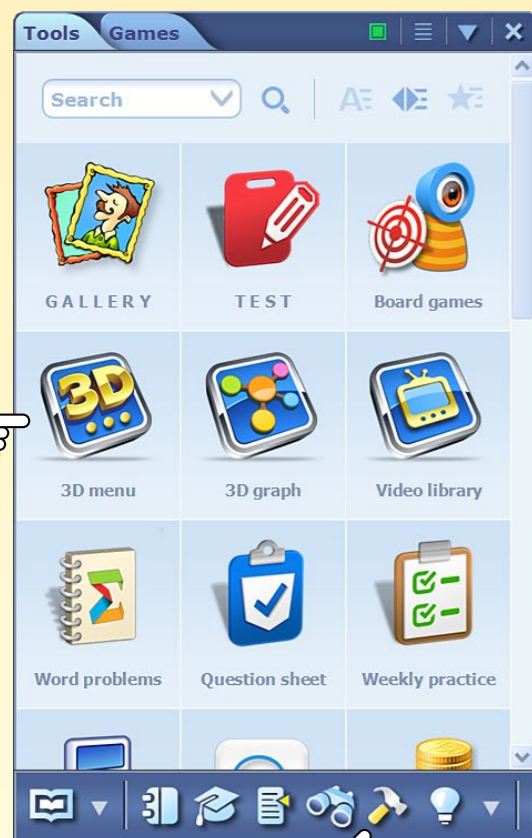 Tools Games
Search
GALLERY TEST Board games
3D
3D menu 3D graph Video library
Word problems Question sheet Weekly practice